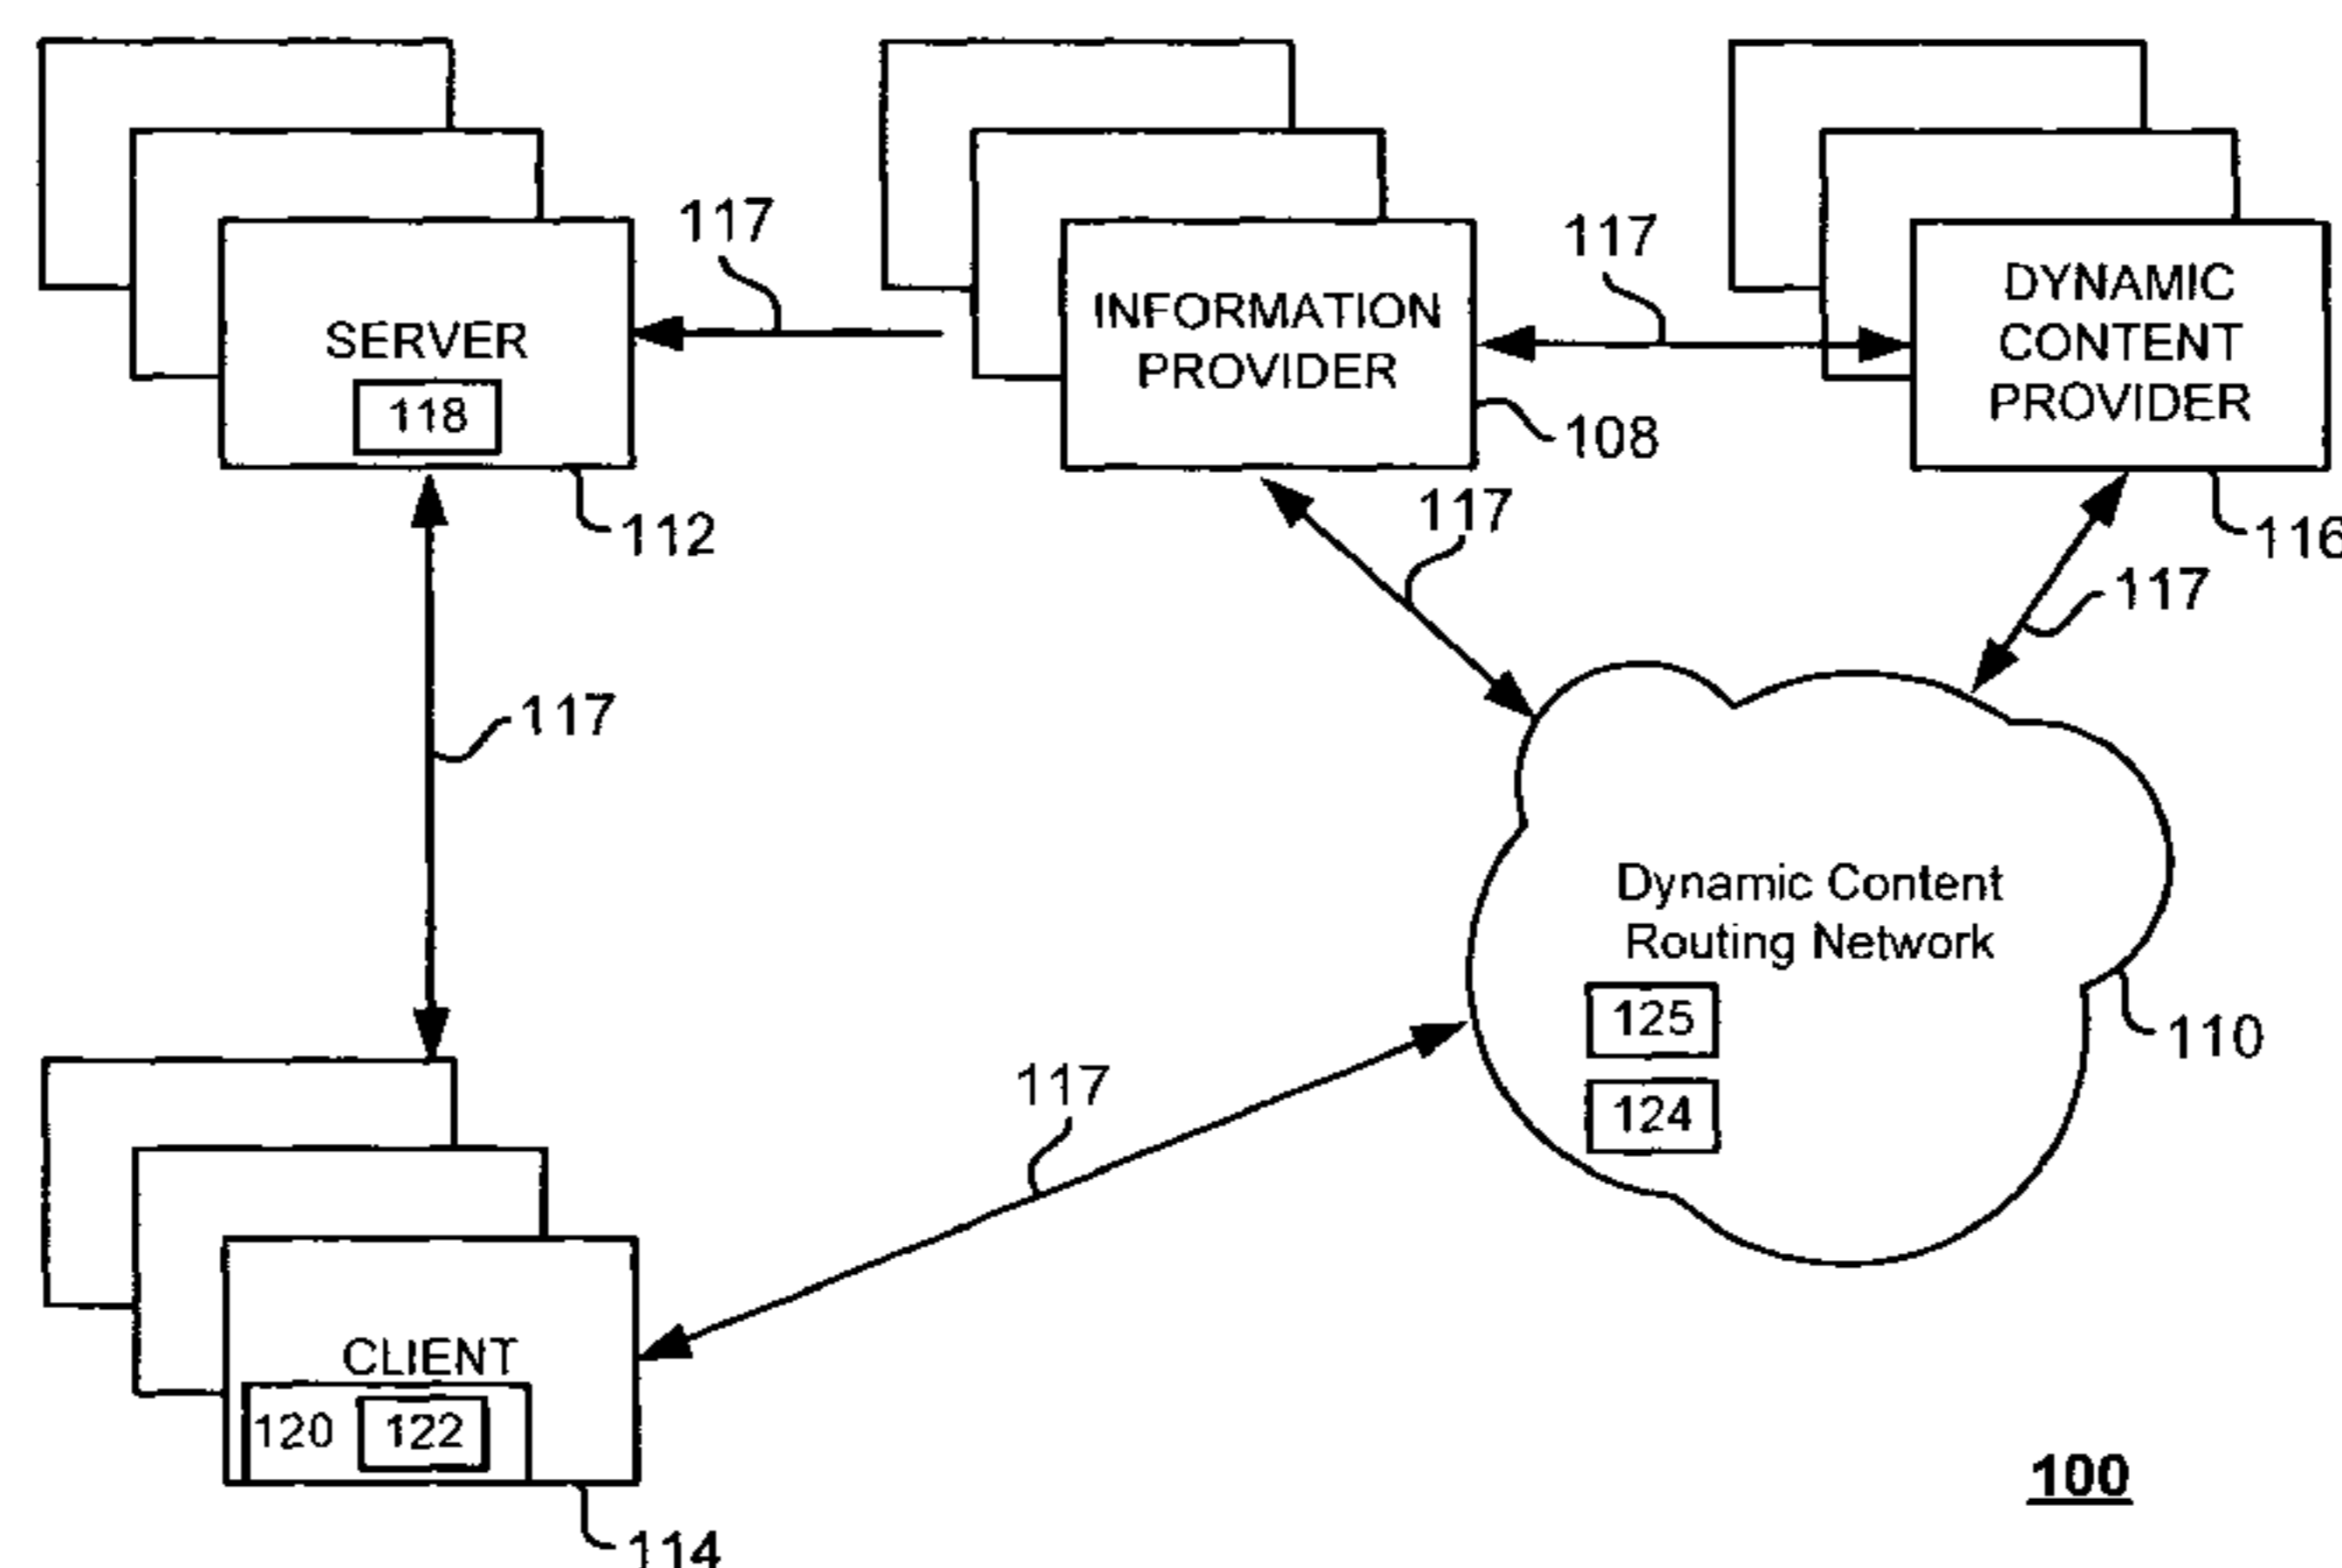 117
117
SERVER
118
INFORMATION
PROVIDER
DYNAMIC
CONTENT
PROVIDER
108
112
117
116
117
117
Dynamic Content
Routing Network
125
124
110
117
CLIENT
120
122
114
100